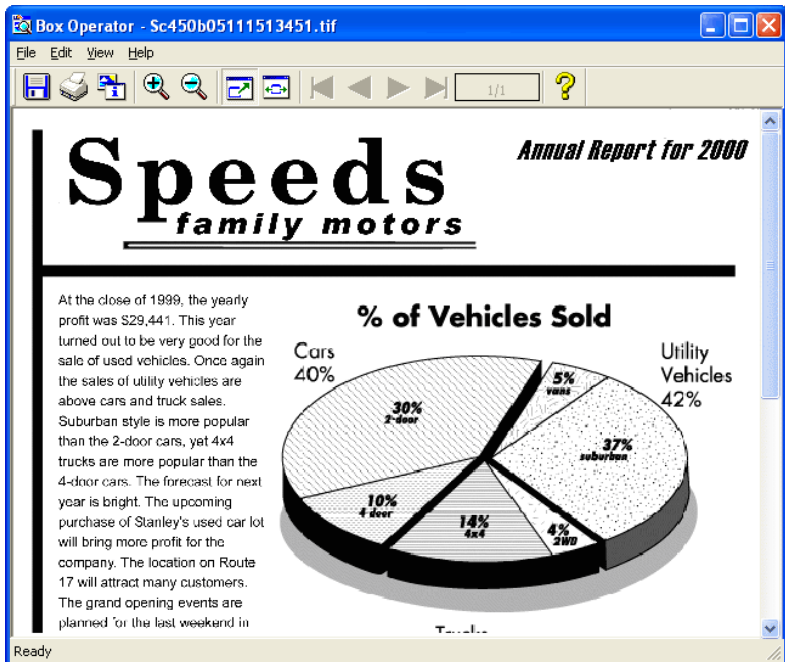 Box Operator - Sc450b05111513451.tif
File Edit View Help
1/1
Speeds
family motors
Annual Report for 2000
At the close of 1999, the yearly
profit was $29,441. This year
turned out to be very good for the
sale of used vehicles. Once again
the sales of utility vehicles are
above cars and truck sales.
Suburban style is more popular
than the 2-door cars, yet 4x4
trucks are more popular than the
4-door cars. The forecast for next
year is bright. The upcoming
purchase of Stanley's used car lot
will bring more profit for the
company. The location on Route
17 will attract many customers.
The grand opening events are
planned for the last weekend in
% of Vehicles Sold
Cars
40%
Utility
Vehicles
42%
5%
vans
30%
2-door
37%
suburban
10%
4 door
14%
4x4
4%
2WD
Trucks
Ready